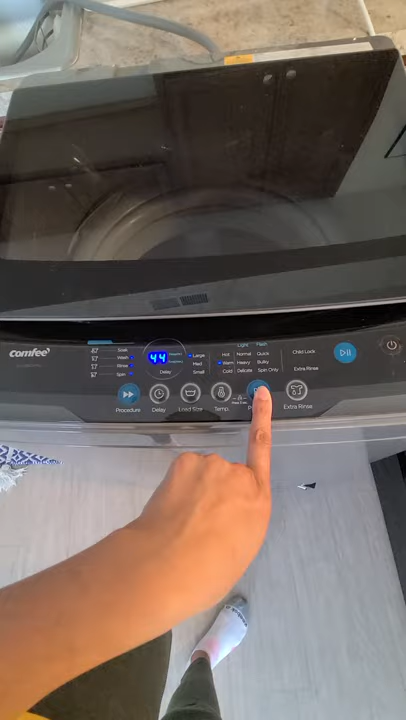 comfee
Soak
Wash
Rinse
Spin
44
Delay
Large
Med
Small
Hot
Warm
Cold
Light
Normal
Heavy
Delicate
Flash
Quick
Bulky
Spin Only
Child Lock
Extra Rinse
Procedure
Delay
Load Size
Temp.
Extra Rinse